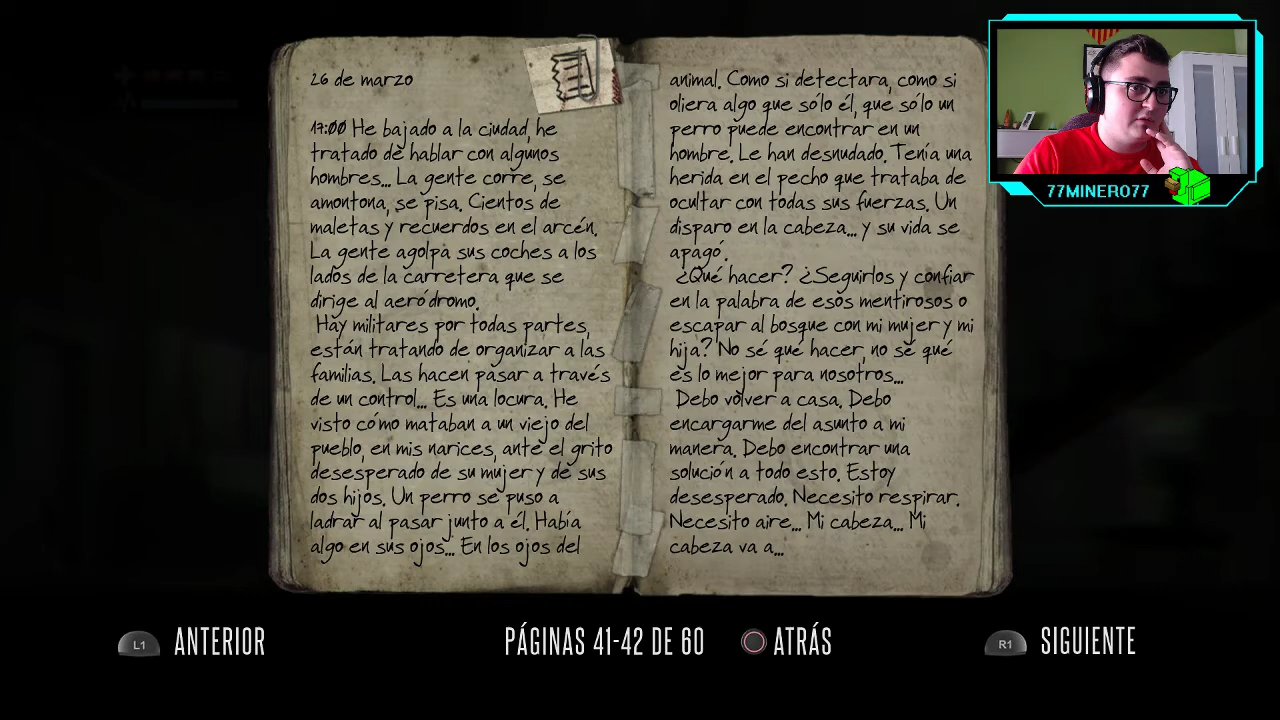 26 de marzo
17:00 He bajado a la ciudad, he
tratado de hablar con algunos
hombres... La gente corre, se
amontona, se pisa. Cientos de
maletas y recuerdos en el arcén.
La gente agolpa sus coches a los
lados de la carretera que se
dirige al aeródromo.
Hay militares por todas partes,
están tratando de organizar a las
familias. Las hacen pasar a través
de un control... Es una locura. He
visto cómo mataban a un viejo del
pueblo, en mis narices, ante el grito
desesperado de su mujer y de sus
dos hijos. Un perro se puso a
ladrar al pasar junto a él. Había
algo en sus ojos... En los ojos del
animal. Como si detectara, como si
oliera algo que sólo él, que sólo un
perro puede encontrar en un
hombre. Le han desnudado. Tenía una
herida en el pecho que trataba de
ocultar con todas sus fuerzas. Un
disparo en la cabeza... y su vida se
apagó.
¿Qué hacer? ¿Seguirlos y confiar
en la palabra de esos mentirosos o
escapar al bosque con mi mujer y mi
hija? No sé qué hacer, no sé qué
es lo mejor para nosotros...
Debo volver a casa. Debo
encargarme del asunto a mi
manera. Debo encontrar una
solución a todo esto. Estoy
desesperado. Necesito respirar.
Necesito aire... Mi cabeza... Mi
cabeza va a...
77MINERO77
L1 ANTERIOR
PÁGINAS 41-42 DE 60
ATRÁS
R1 SIGUIENTE